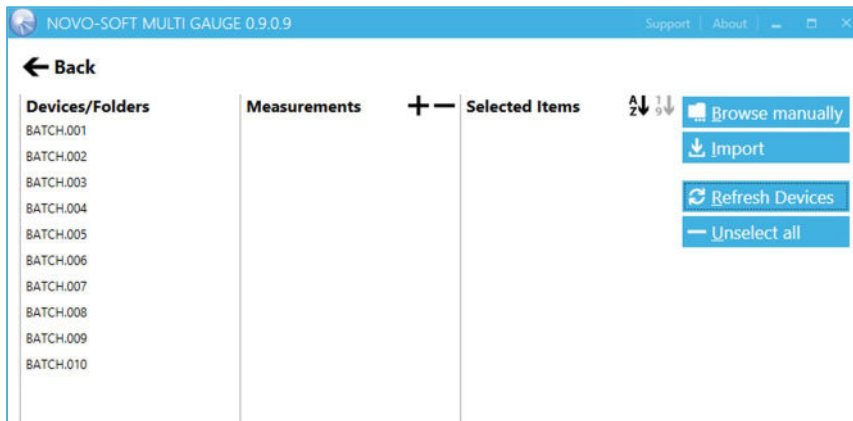 NOVO-SOFT MULTI GAUGE 0.9.0.9 Support About
Back
Devices/Folders
BATCH.001
BATCH.002
BATCH.003
BATCH.004
BATCH.005
BATCH.006
BATCH.007
BATCH.008
BATCH.009
BATCH.010
Measurements
Selected Items
A
Z
1
9
Browse manually
Import
Refresh Devices
Unselect all